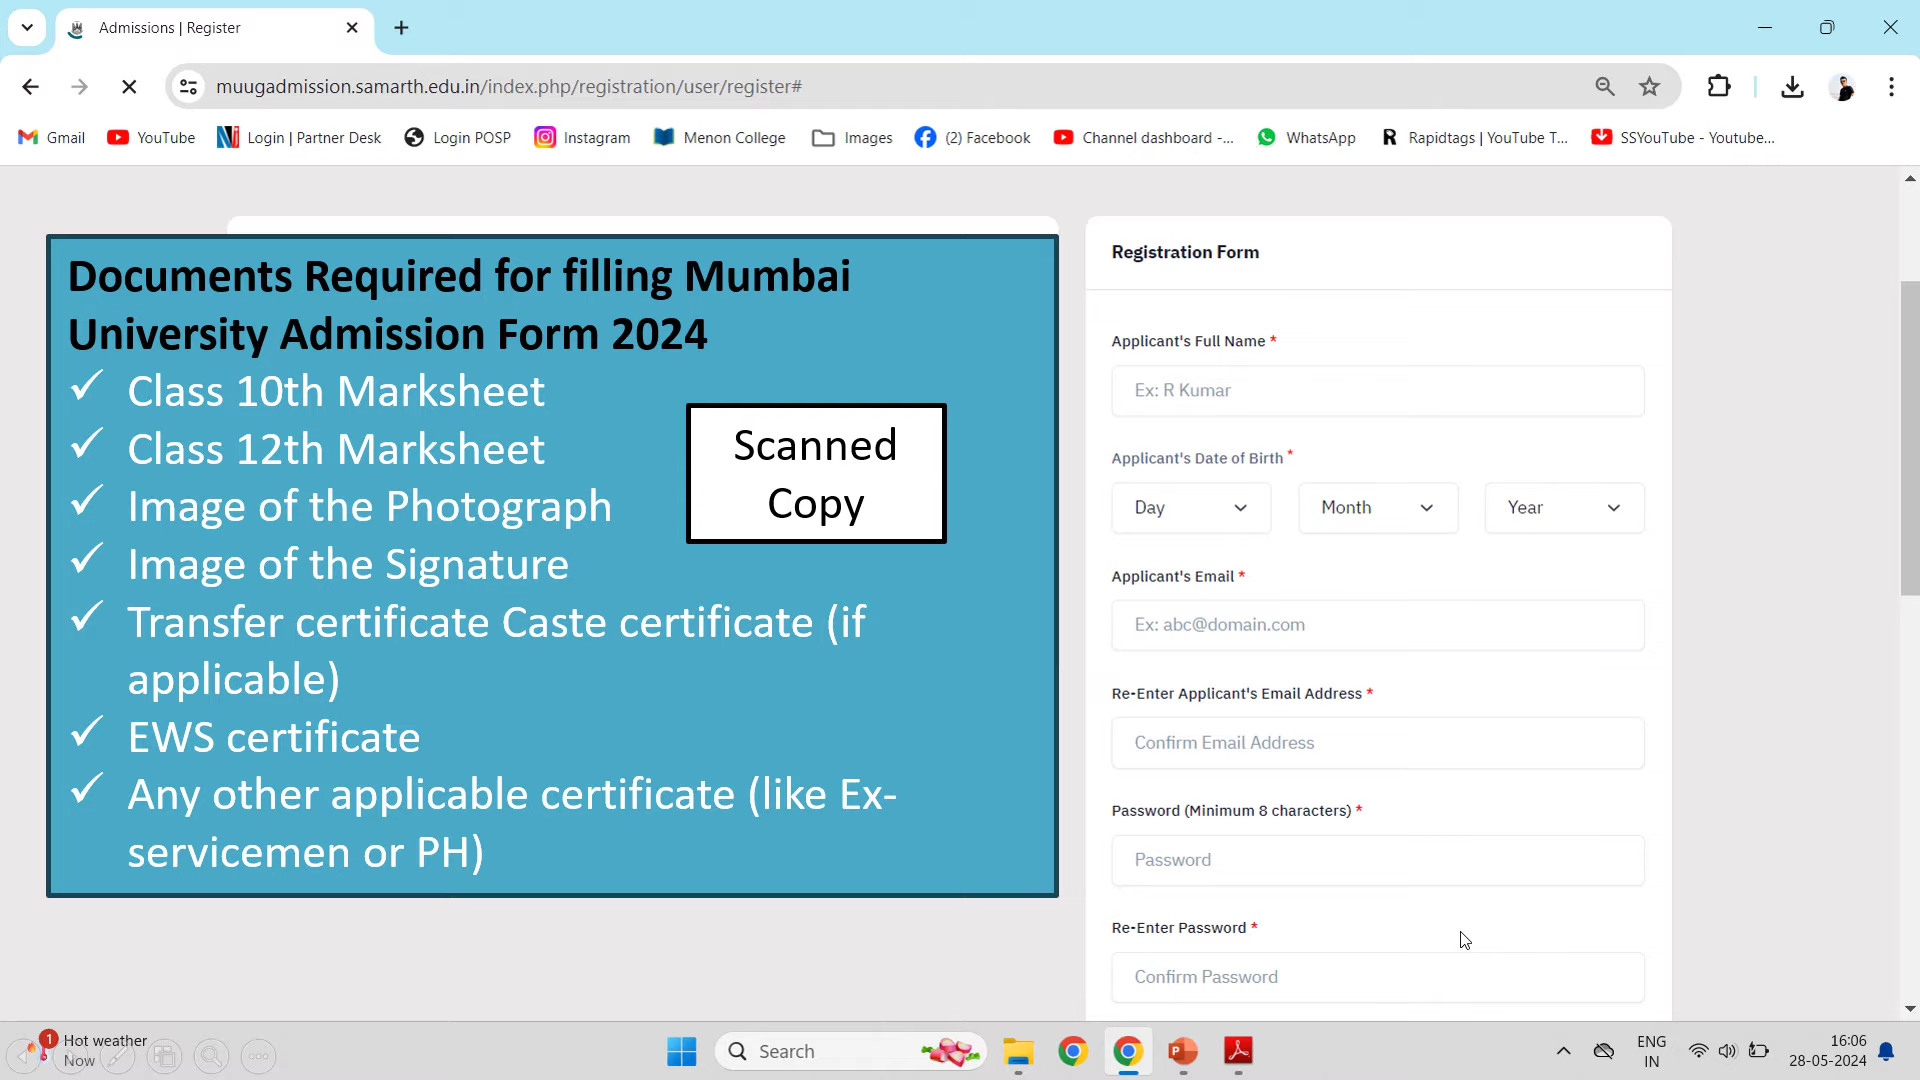 Admissions | Register
muugadmission.samarth.edu.in/index.php/registration/user/register#
Gmail
YouTube
Login | Partner Desk
Login POSP
Instagram
Menon College
Images
(2) Facebook
Channel dashboard -...
WhatsApp
R
Rapidtags | YouTube T...
SSYouTube - Youtube...
Documents Required for filling Mumbai
University Admission Form 2024
Class 10th Marksheet
Class 12th Marksheet
Image of the Photograph
Image of the Signature
Transfer certificate Caste certificate (if
applicable)
EWS certificate
Any other applicable certificate (like Ex-
servicemen or PH)
Scanned
Copy
Registration Form
Applicant's Full Name *
Ex: R Kumar
Applicant's Date of Birth *
Day
Month
Year
Applicant's Email *
Ex: abc@domain.com
Re-Enter Applicant's Email Address *
Confirm Email Address
Password (Minimum 8 characters) *
Password
Re-Enter Password *
Confirm Password
1
Hot weather
Now
Search
P
ENG
IN
16:06
28-05-2024